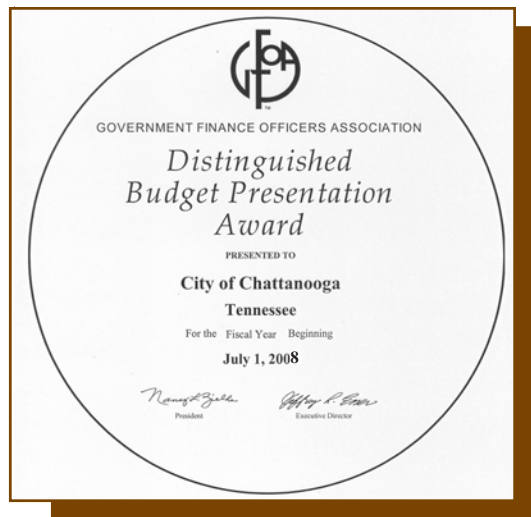 GFOA
TM
GOVERNMENT FINANCE OFFICERS ASSOCIATION
Distinguished
Budget Presentation
Award
PRESENTED TO
City of Chattanooga
Tennessee
For the Fiscal Year Beginning
July 1, 2008
President Executive Director